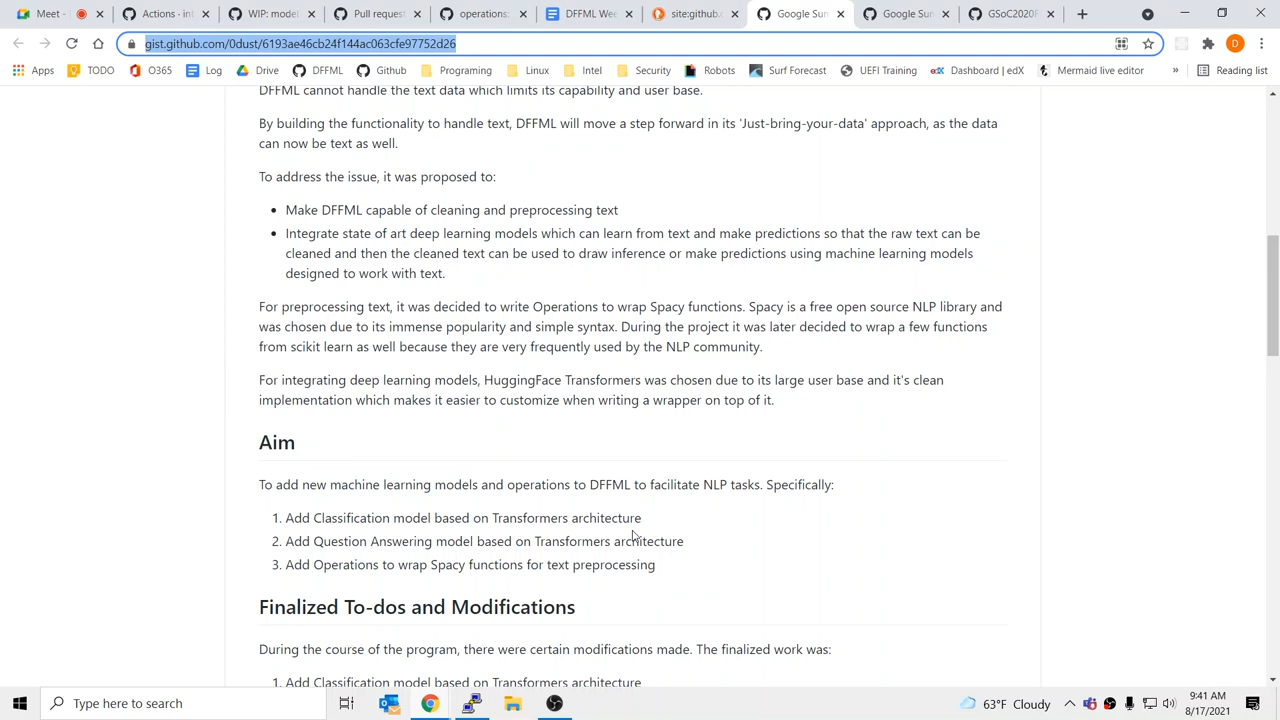 Meet -
Actions - in
WIP: model
Pull request
operations:
DFFML Wee
site:github.c
Google Sun
Google Sun
GSoC2020F
gist.github.com/0dust/6193ae46cb24f144ac063cfe97752d26
D
Apps
TODO
O365
Log
Drive
DFFML
Github
Programing
Linux
Intel
Security
Robots
Surf Forecast
UEFI Training
edX
Dashboard | edX
Mermaid live editor
»
Reading list
DFFML cannot handle the text data which limits its capability and user base.
By building the functionality to handle text, DFFML will move a step forward in its 'Just-bring-your-data' approach, as the data
can now be text as well.
To address the issue, it was proposed to:
• Make DFFML capable of cleaning and preprocessing text
• Integrate state of art deep learning models which can learn from text and make predictions so that the raw text can be
cleaned and then the cleaned text can be used to draw inference or make predictions using machine learning models
designed to work with text.
For preprocessing text, it was decided to write Operations to wrap Spacy functions. Spacy is a free open source NLP library and
was chosen due to its immense popularity and simple syntax. During the project it was later decided to wrap a few functions
from scikit learn as well because they are very frequently used by the NLP community.
For integrating deep learning models, HuggingFace Transformers was chosen due to its large user base and it's clean
implementation which makes it easier to customize when writing a wrapper on top of it.
Aim
To add new machine learning models and operations to DFFML to facilitate NLP tasks. Specifically:
1. Add Classification model based on Transformers architecture
2. Add Question Answering model based on Transformers architecture
3. Add Operations to wrap Spacy functions for text preprocessing
Finalized To-dos and Modifications
During the course of the program, there were certain modifications made. The finalized work was:
1. Add Classification model based on Transformers architecture
Type here to search
63°F Cloudy
9:41 AM
8/17/2021